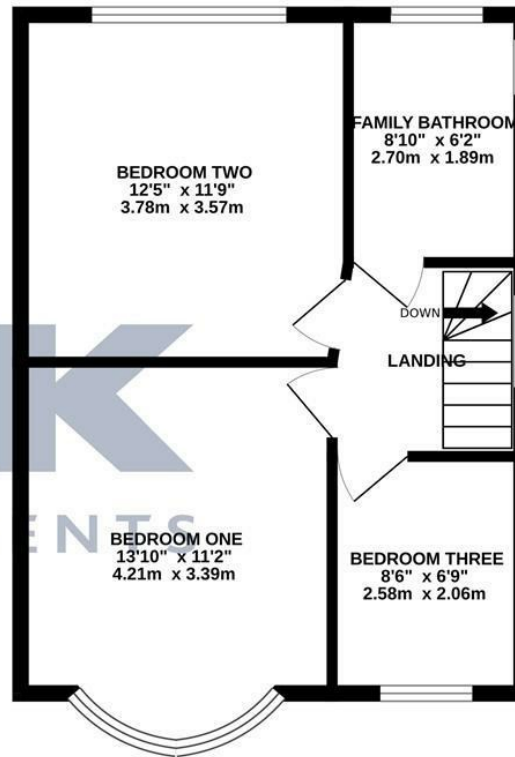 FAMILY BATHROOM
8'10" x 6'2"
2.70m x 1.89m
BEDROOM TWO
12'5" x 11'9"
3.78m x 3.57m
DOWN
LANDING
K
ENTS
BEDROOM ONE
13'10" x 11'2"
4.21m x 3.39m
BEDROOM THREE
8'6" x 6'9"
2.58m x 2.06m